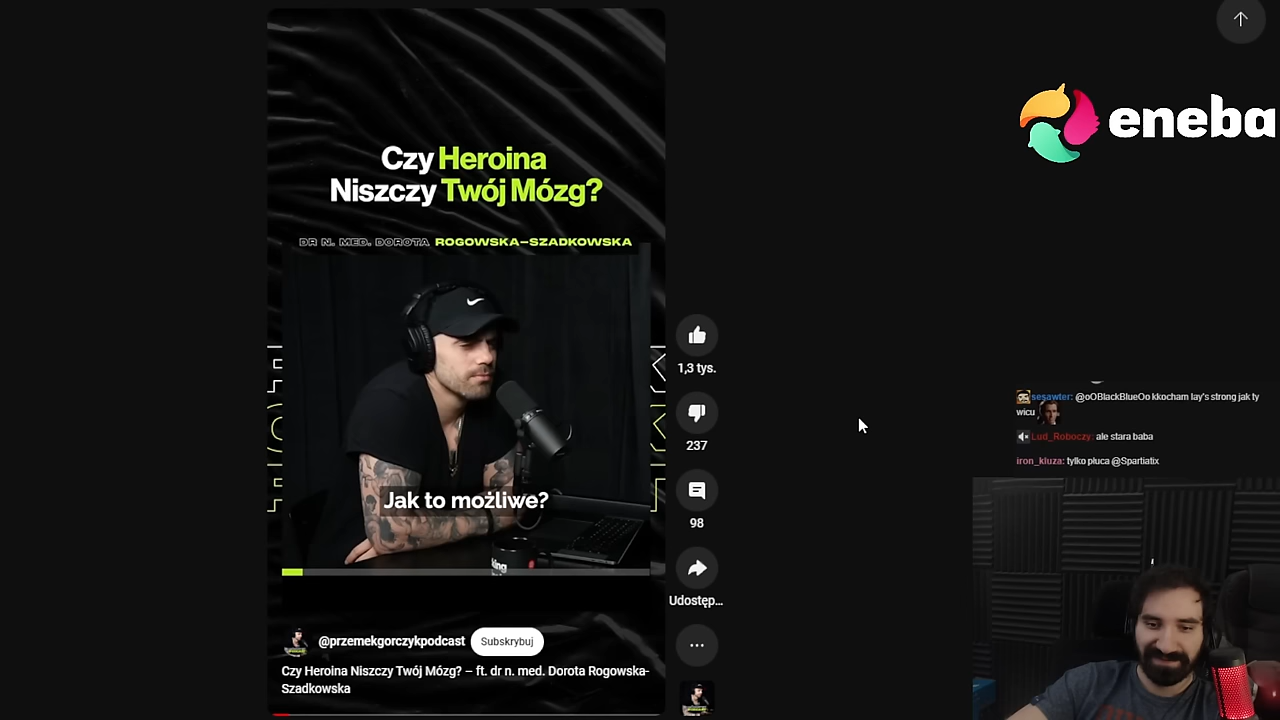 Czy Heroina
Niszczy Twój Mózg?
DR N. MED. DOROTA ROGOWSKA-SZADKOWSKA
Jak to możliwe?
@przemekgorczykpodcast
Subskrybuj
Czy Heroina Niszczy Twój Mózg? – ft. dr n. med. Dorota Rogowska-
Szadkowska
1,3 tys.
237
98
Udostęp...
eneba
sesawter: @oOBlackBlueOo kkocham lay's strong jak ty
wicu
Lud_Roboczy: ale stara baba
iron_kluza: tylko płuca @Spartiatix